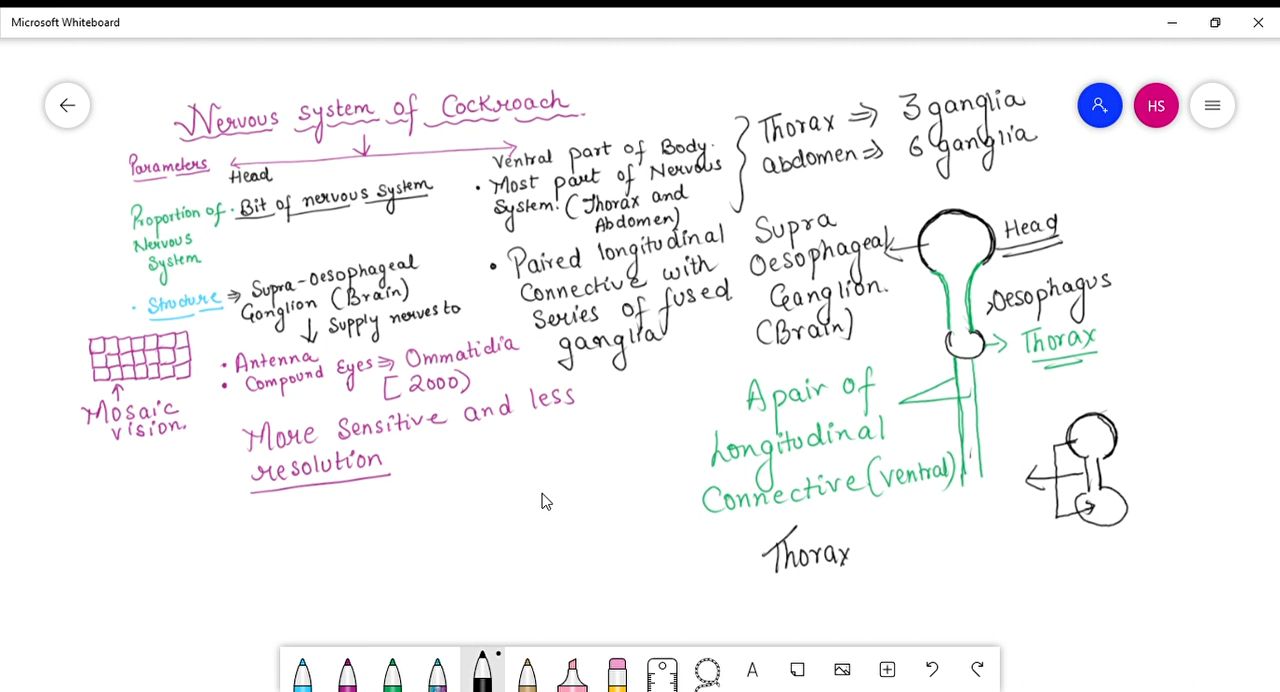 Microsoft Whiteboard
HS
Nervous system of Cockroach.
Parameters
Head
Ventral part of Body.
Proportion of
Nervous
System
· Bit of nervous system
· Most part of Nervous
System! (Thorax and
Abdomen)
Thorax ⇒ 3 ganglia
abdomen ⇒ 6 ganglia
· Structure ⇒ Supra-Oesophageal
Ganglion (Brain)
↓ Supply nerves to
· Antenna
· Compound Eyes ⇒ Ommatidia
[2000)
Mosaic
vision.
More Sensitive and less
resolution
· Paired longitudinal
Connective with
Series of fused
ganglia
Supra
Oesophageal
Ganglion.
(Brain)
Head
Oesophagus
→ Thorax
A pair of
Longitudinal
Connective (ventral)
Thorax
A